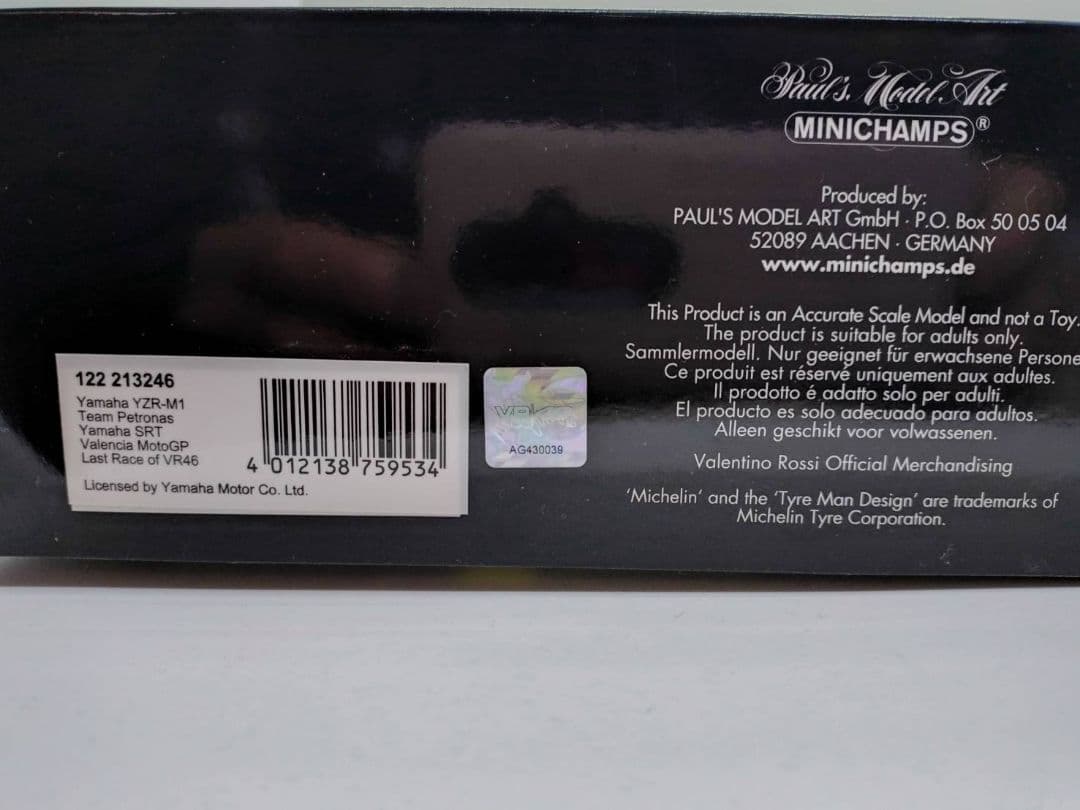 Paul's Model Art
MINICHAMPS®
Produced by:
PAUL'S MODEL ART GmbH · P.O. Box 50 05 04
52089 AACHEN · GERMANY
www.minichamps.de
This Product is an Accurate Scale Model and not a Toy.
The product is suitable for adults only.
Sammlermodell. Nur geeignet für erwachsene Persone
Ce produit est réservé uniquement aux adultes.
Il prodotto é adatto solo per adulti.
El producto es solo adecuado para adultos.
Alleen geschikt voor volwassenen.
Valentino Rossi Official Merchandising
'Michelin' and the 'Tyre Man Design' are trademarks of
Michelin Tyre Corporation.
122 213246
Yamaha YZR-M1
Team Petronas
Yamaha SRT
Valencia MotoGP
Last Race of VR46
4 012138 759534
Licensed by Yamaha Motor Co. Ltd.
AG430039